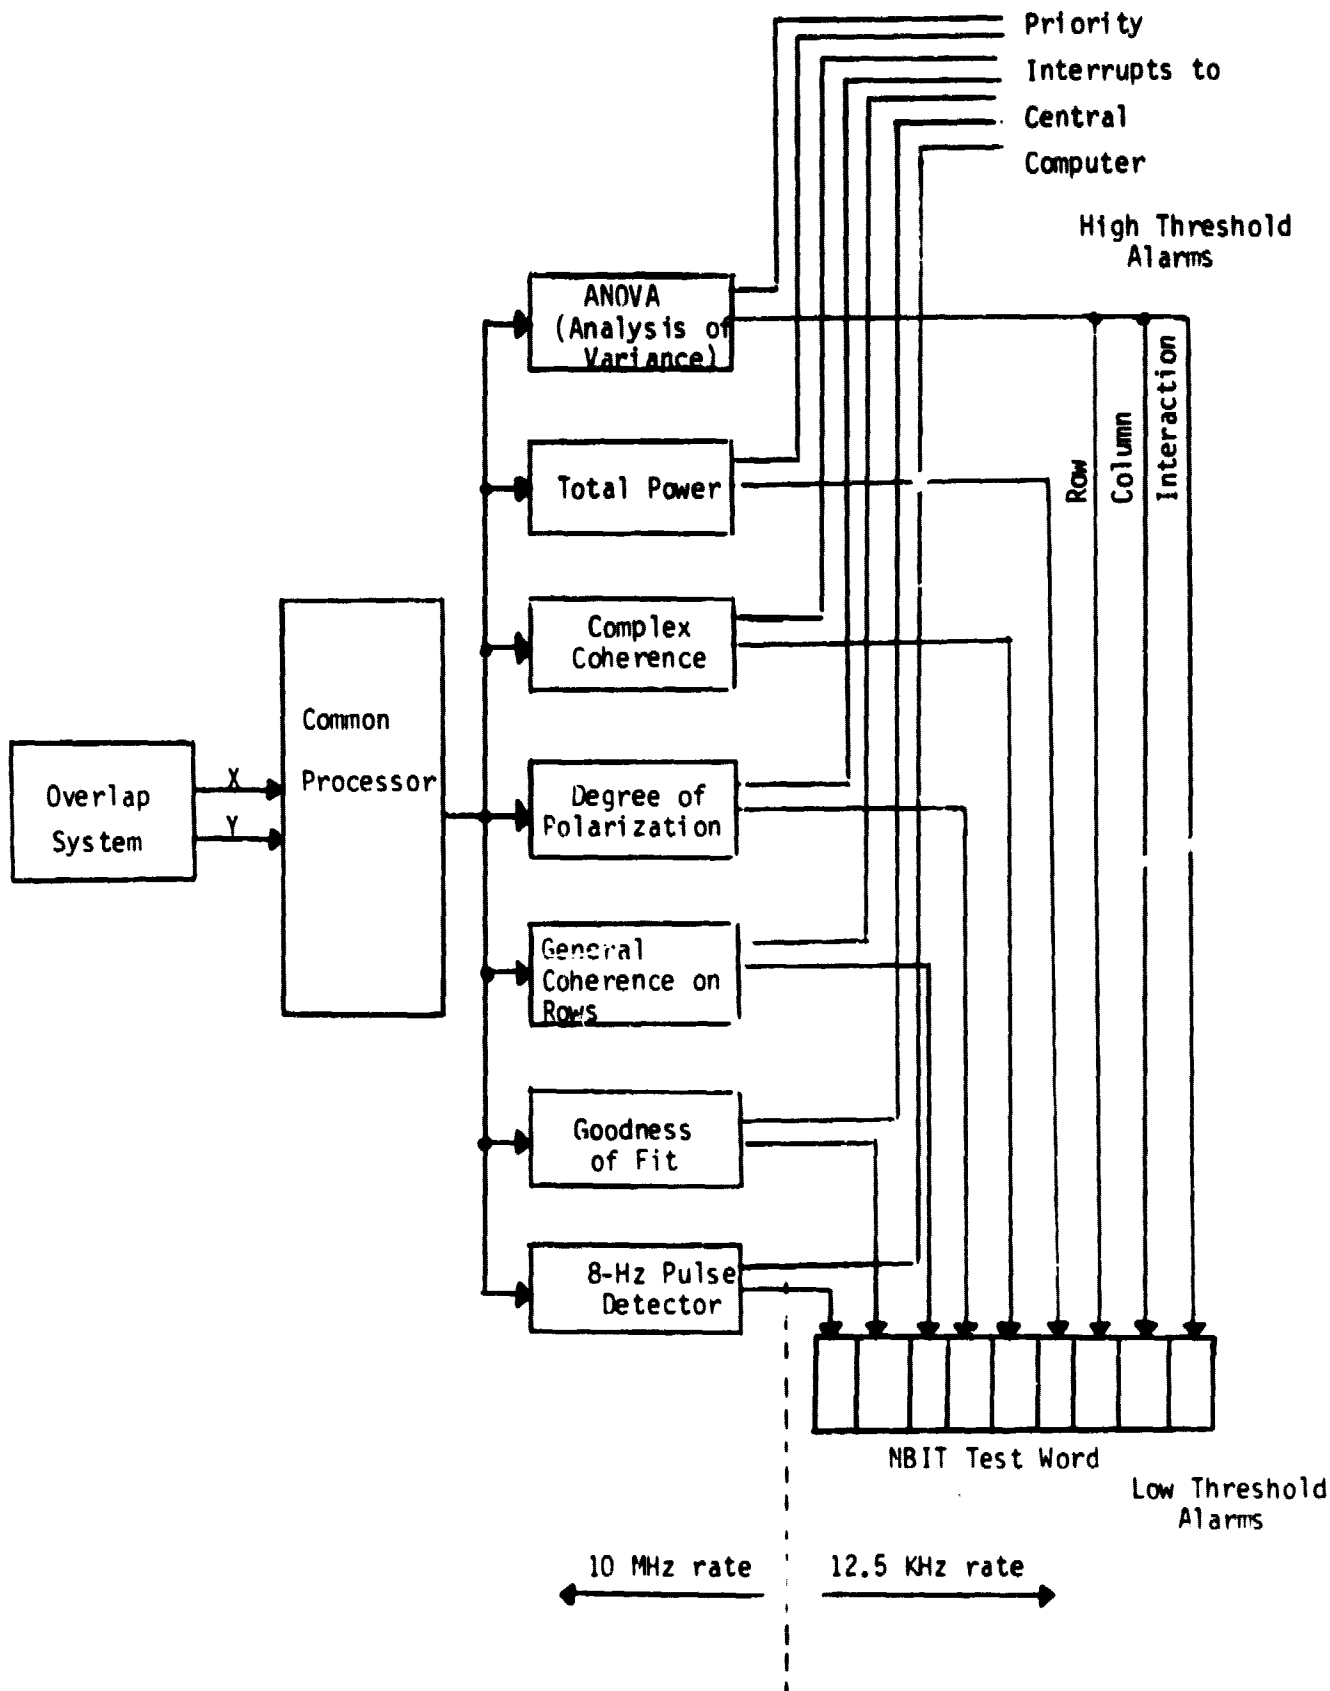 Priority
Interrupts to
Central
Computer
High Threshold
Alarms
ANOVA
(Analysis of
Variance)
Total Power
Row
Column
Interaction
Complex
Coherence
Common
Processor
Overlap
System
X
Y
Degree of
Polarization
General
Coherence on
Rows
Goodness
of Fit
8-Hz Pulse
Detector
NBIT Test Word
Low Threshold
Alarms
10 MHz rate
12.5 KHz rate